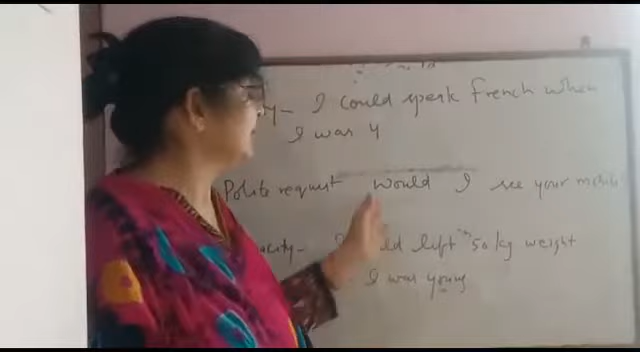 y- I could speak French when
I was 4
Polite request would I see your mobile
acity- I ld lift 50 kg weight
I was young